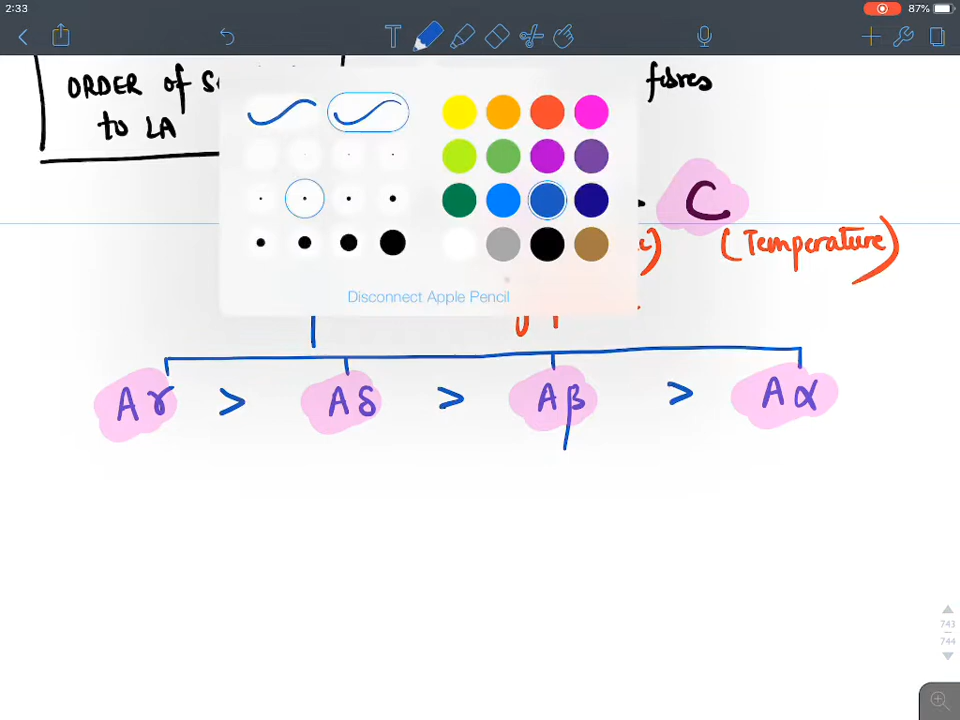 2:33
87%
T
ORDER of
fibres
to LA
C
(Temperature)
Disconnect Apple Pencil
Aγ > Aδ > Aβ > Aα
743
744